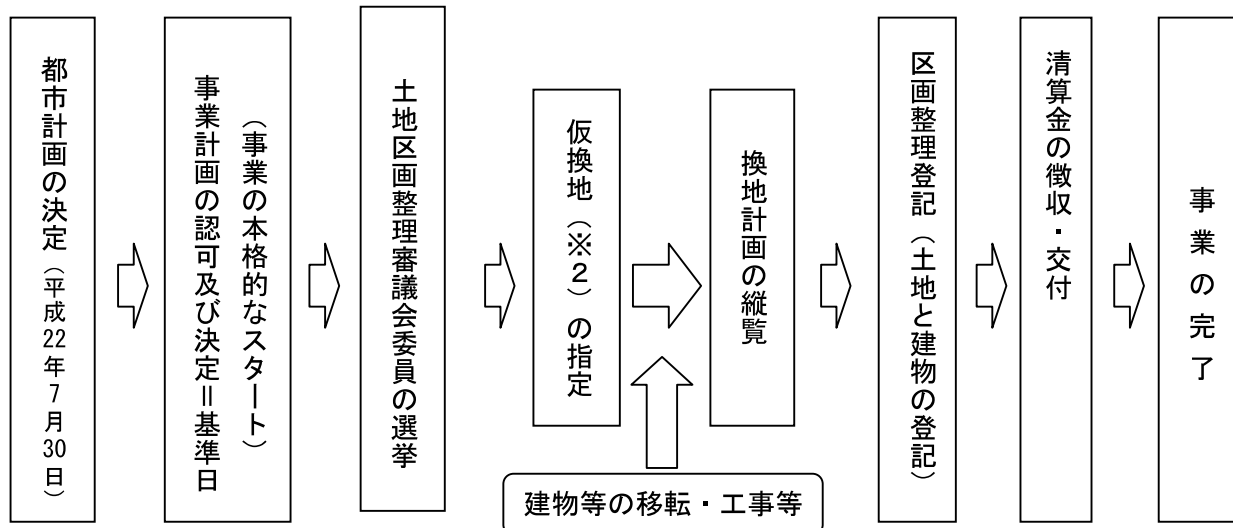 都市計画の決定（平成22年7月30日）
事業計画の認可及び決定＝基準日
（事業の本格的なスタート）
土地区画整理審議会委員の選挙
仮換地（※2）の指定
換地計画の縦覧
区画整理登記（土地と建物の登記）
清算金の徴収・交付
事業の完了
建物等の移転・工事等